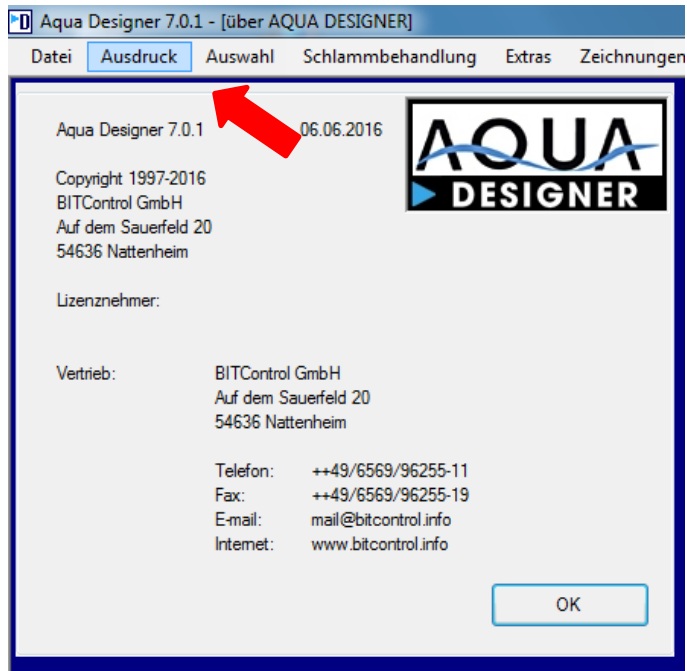 Aqua Designer 7.0.1 - [über AQUA DESIGNER]
Datei Ausdruck Auswahl Schlammbehandlung Extras Zeichnungen
Aqua Designer 7.0.1 06.06.2016
AQUA
DESIGNER
Copyright 1997-2016
BITControl GmbH
Auf dem Sauerfeld 20
54636 Nattenheim
Lizenznehmer:
Vertrieb: BITControl GmbH
Auf dem Sauerfeld 20
54636 Nattenheim
Telefon: ++49/6569/96255-11
Fax: ++49/6569/96255-19
E-mail: mail@bitcontrol.info
Internet: www.bitcontrol.info
OK